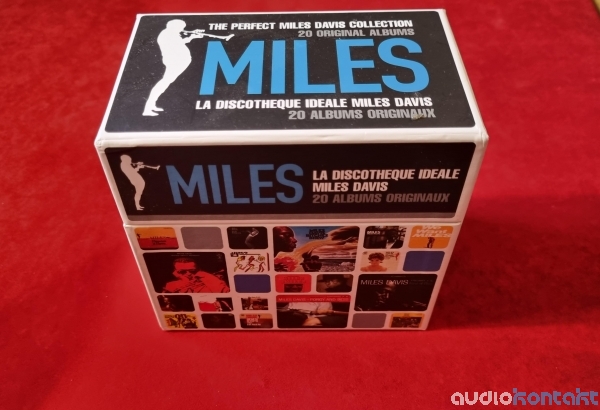 THE PERFECT MILES DAVIS COLLECTION
20 ORIGINAL ALBUMS
MILES
LA DISCOTHEQUE IDEALE MILES DAVIS
20 ALBUMS ORIGINAUX
MILES
LA DISCOTHEQUE IDEALE
MILES DAVIS
20 ALBUMS ORIGINAUX
MILES DAVIS
audiokontakt